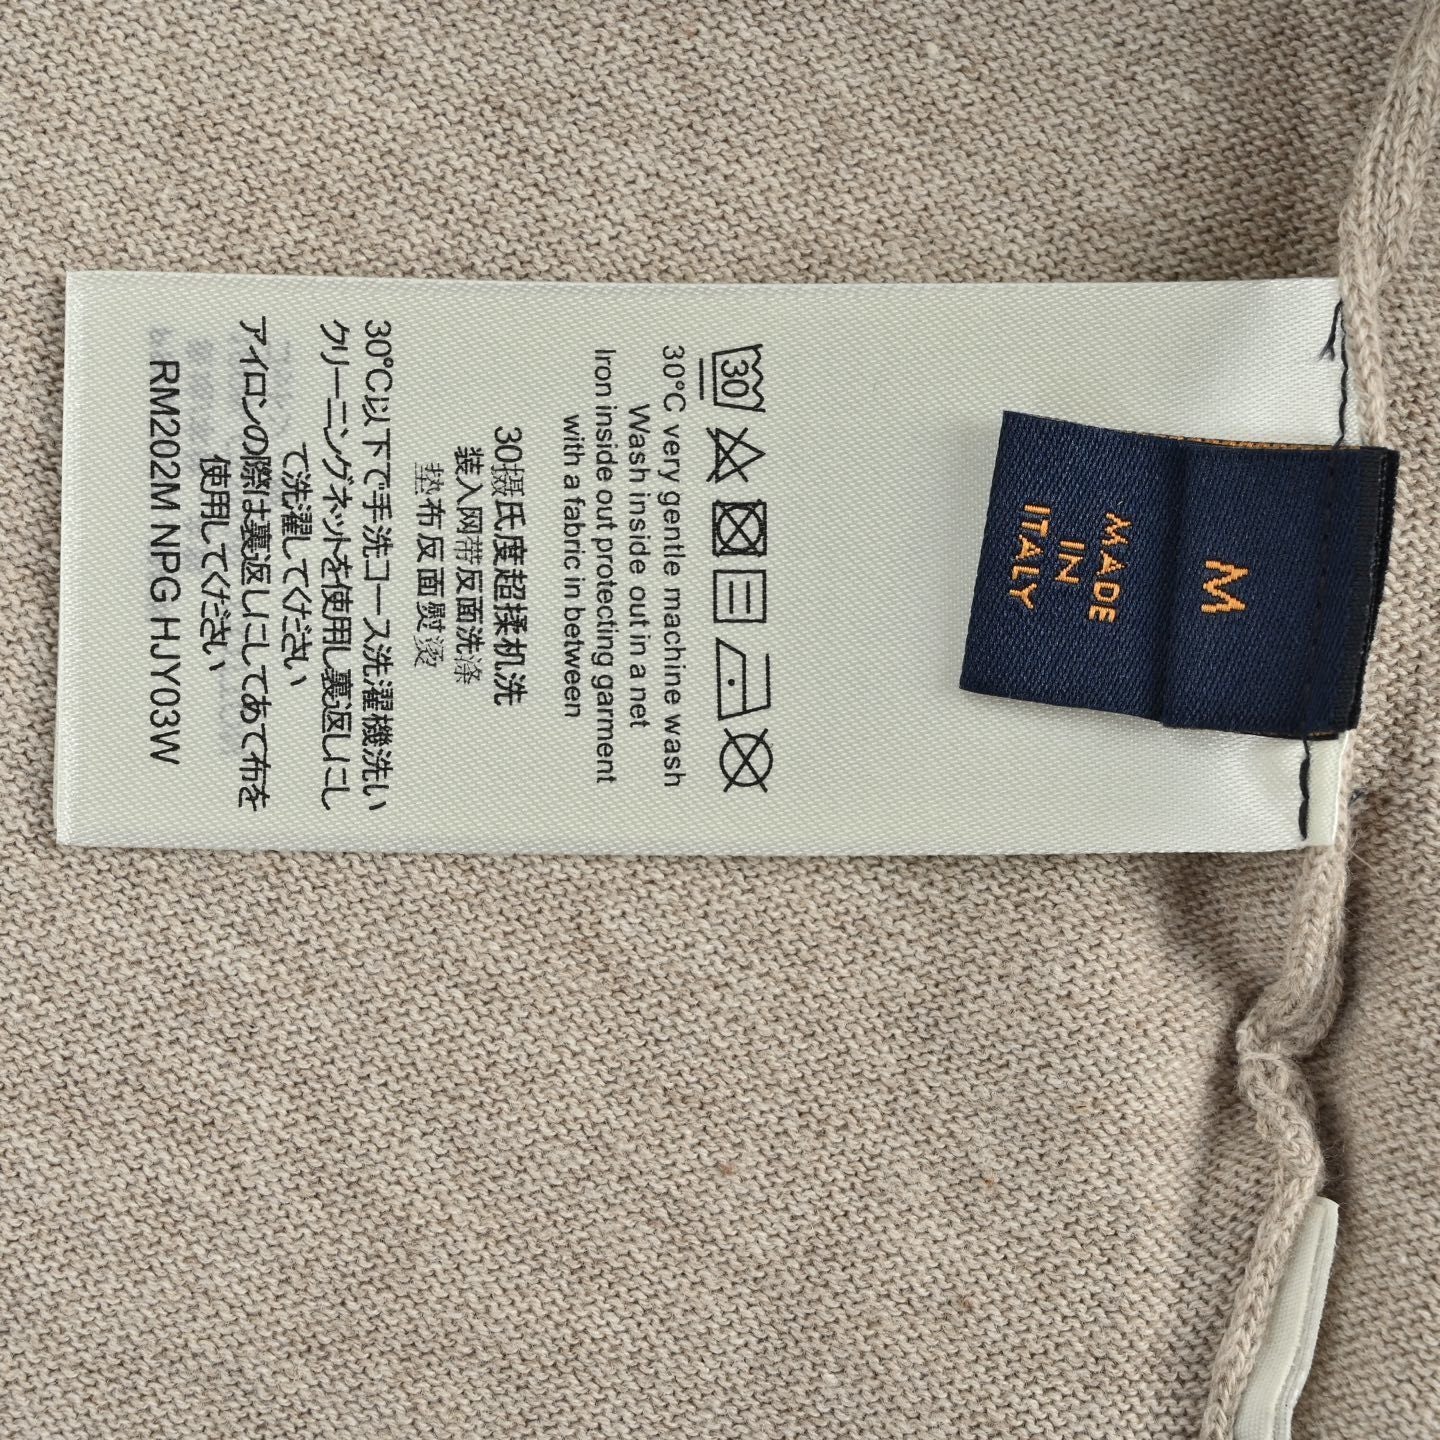 M
MADE
IN
ITALY
30
30°C very gentle machine wash
Wash inside out in a net
Iron inside out protecting garment
with a fabric in between
30摄氏度超揉机洗
装入网带反面洗涤
垫布反面熨烫
30°C以下で手洗コース洗濯機洗い
クリーニングネットを使用し裏返しにし
て洗濯してください
アイロンの際は裏返しにしてあて布を
使用してください
RM202M NPG HJY03W